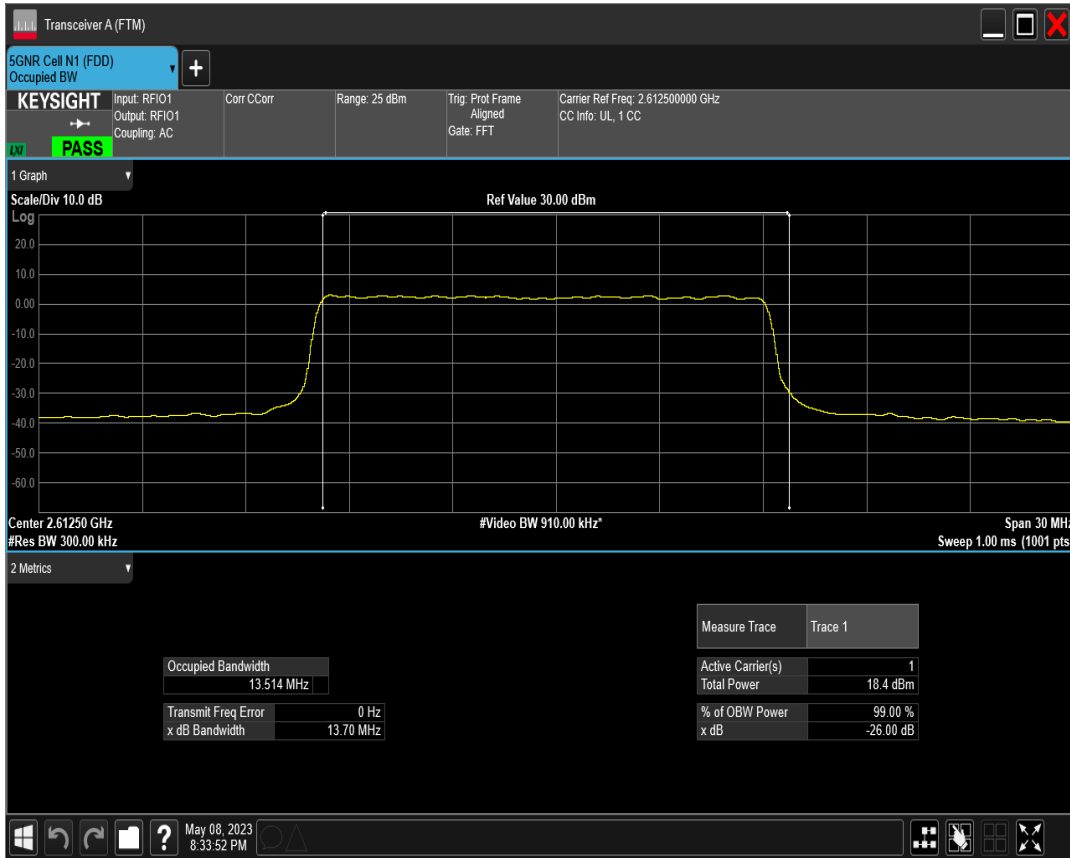 Transceiver A (FTM)
5GNR Cell N1 (FDD)
Occupied BW
+
KEYSIGHT
LXI
PASS
Input: RFIO1
Output: RFIO1
Coupling: AC
Corr CCorr
Range: 25 dBm
Trig: Prot Frame
Aligned
Gate: FFT
Carrier Ref Freq: 2.612500000 GHz
CC Info: UL, 1 CC
1 Graph
Scale/Div 10.0 dB
Ref Value 30.00 dBm
Log
20.0
10.0
0.00
-10.0
-20.0
-30.0
-40.0
-50.0
-60.0
Center 2.61250 GHz
#Video BW 910.00 kHz*
Span 30 MHz
#Res BW 300.00 kHz
Sweep 1.00 ms (1001 pts
2 Metrics
Measure Trace Trace 1
Occupied Bandwidth
13.514 MHz
Active Carrier(s) 1
Total Power 18.4 dBm
Transmit Freq Error 0 Hz
x dB Bandwidth 13.70 MHz
% of OBW Power 99.00 %
x dB -26.00 dB
?
May 08, 2023
8:33:52 PM